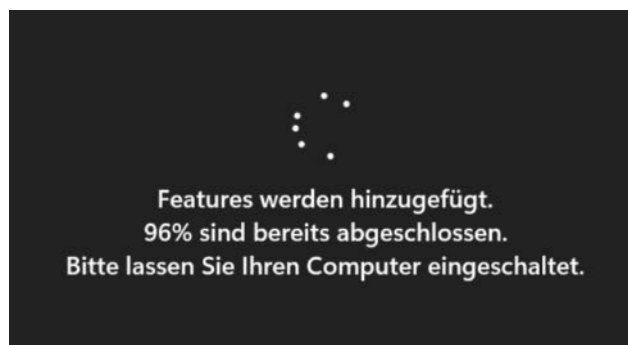 Features werden hinzugefügt.
96% sind bereits abgeschlossen.
Bitte lassen Sie Ihren Computer eingeschaltet.